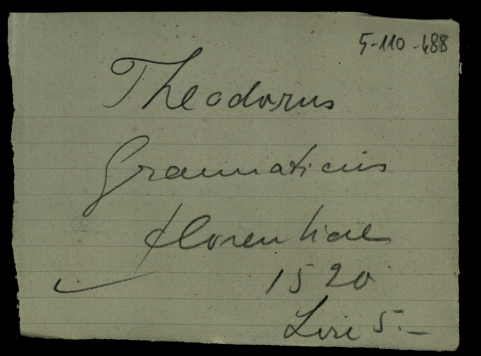 5-110-488
Theodorus
Grammaticus
florentiae
1520
Lire 5.—